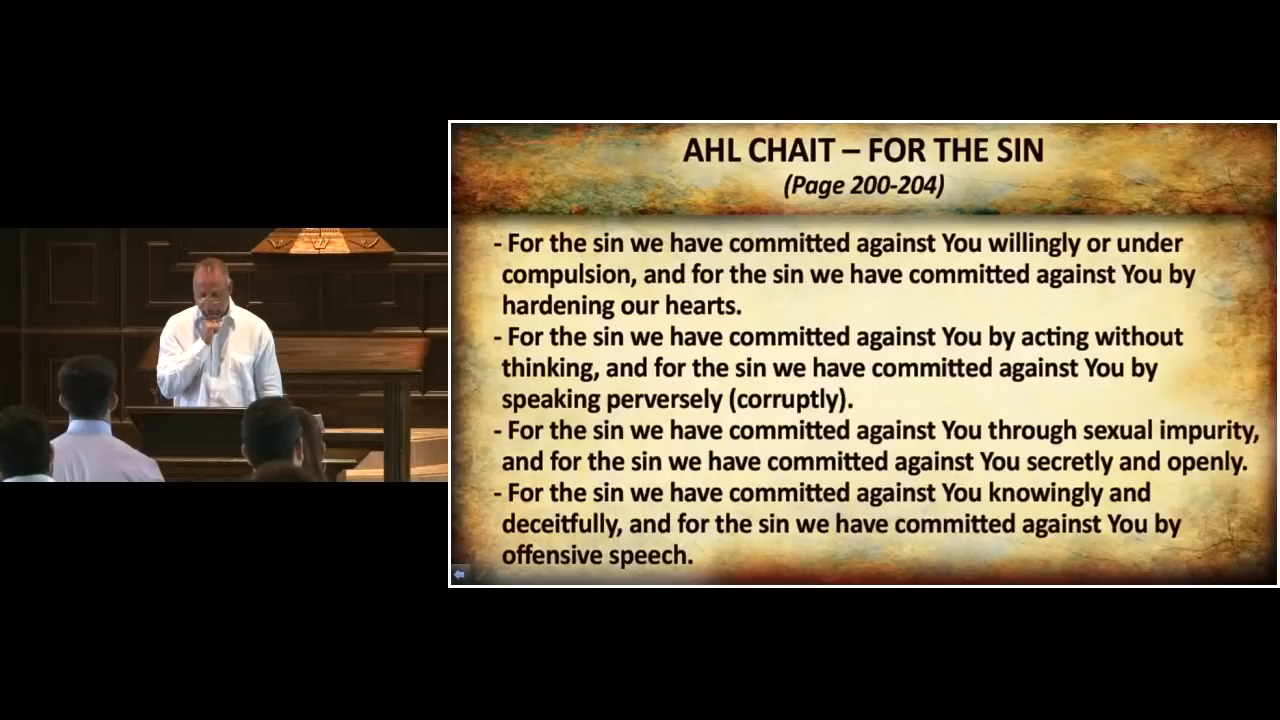 AHL CHAIT – FOR THE SIN
(Page 200-204)
- For the sin we have committed against You willingly or under
compulsion, and for the sin we have committed against You by
hardening our hearts.
- For the sin we have committed against You by acting without
thinking, and for the sin we have committed against You by
speaking perversely (corruptly).
- For the sin we have committed against You through sexual impurity,
and for the sin we have committed against You secretly and openly.
- For the sin we have committed against You knowingly and
deceitfully, and for the sin we have committed against You by
offensive speech.